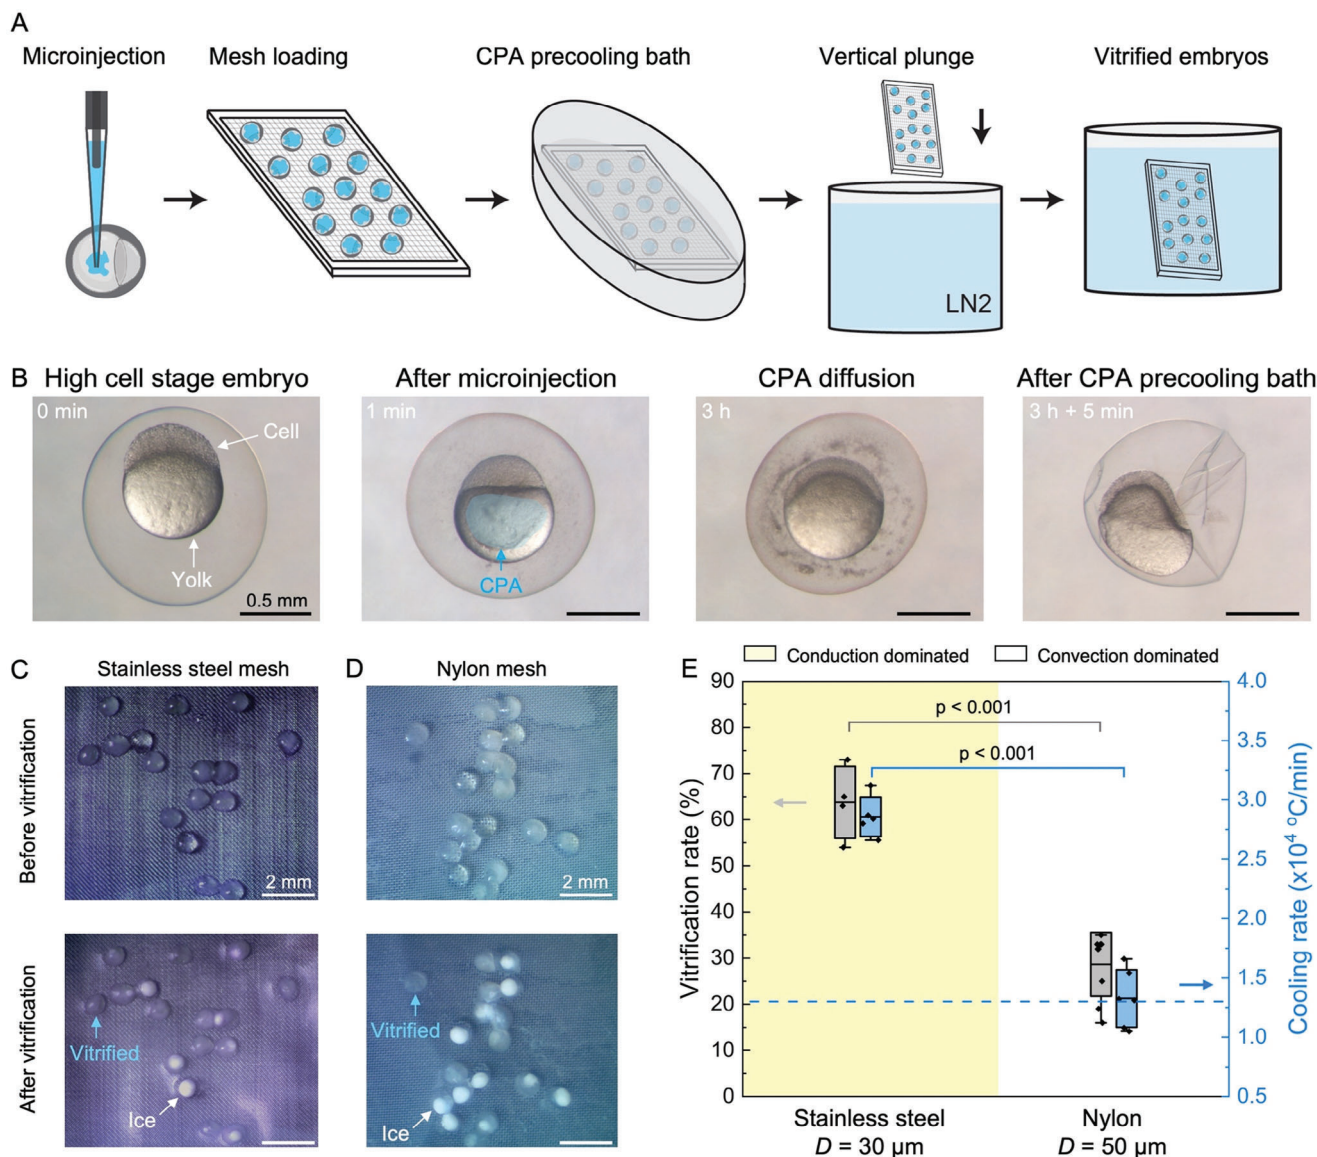 A
Microinjection
Mesh loading
CPA precooling bath
Vertical plunge
Vitrified embryos
LN2
B
High cell stage embryo
After microinjection
CPA diffusion
After CPA precooling bath
0 min
Cell
Yolk
0.5 mm
1 min
CPA
3 h
3 h + 5 min
C
Stainless steel mesh
D
Nylon mesh
Before vitrification
2 mm
2 mm
After vitrification
Vitrified
Ice
Vitrified
Ice
E
Conduction dominated
Convection dominated
Vitrification rate (%)
90
80
70
60
50
40
30
20
10
0
p < 0.001
p < 0.001
4.0
3.5
3.0
2.5
2.0
1.5
1.0
0.5
Cooling rate (x10⁴ ⁰C/min)
Stainless steel
D = 30 µm
Nylon
D = 50 µm